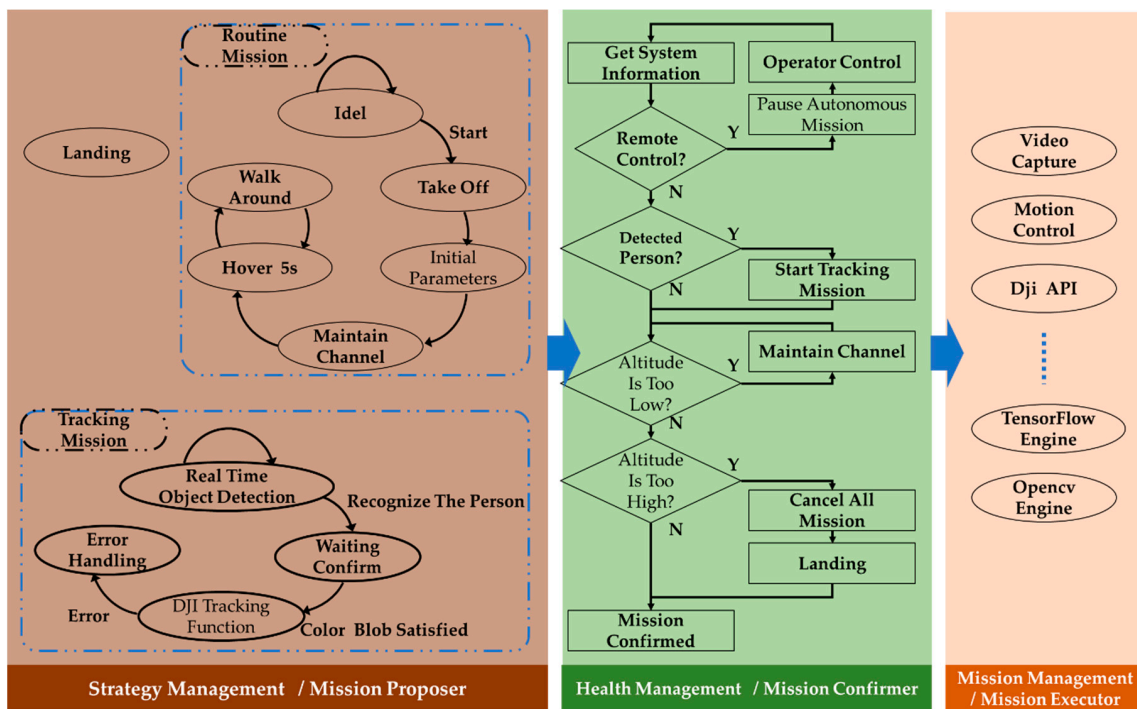 Routine
Mission
Idel
Start
Landing
Walk
Around
Take Off
Hover 5s
Initial
Parameters
Maintain
Channel
Tracking
Mission
Real Time
Object Detection
Recognize The Person
Error
Handling
Waiting
Confirm
Error
DJI Tracking
Function
Color Blob Satisfied
Strategy Management / Mission Proposer
Get System
Information
Operator Control
Pause Autonomous
Mission
Remote
Control?
Y
N
Detected
Person?
Y
Start Tracking
Mission
N
Maintain Channel
Altitude
Is Too
Low?
Y
N
Altitude
Is Too
High?
Y
Cancel All
Mission
N
Landing
Mission
Confirmed
Health Management / Mission Confirmer
Video
Capture
Motion
Control
Dji API
TensorFlow
Engine
Opencv
Engine
Mission Management
/ Mission Executor